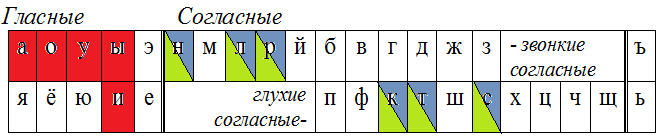 Гласные Согласные
а о у ы э н м л р й б в г д ж з - звонкие согласные ъ
я ё ю и е глухие согласные- п ф к т ш с х ц ч щ ь